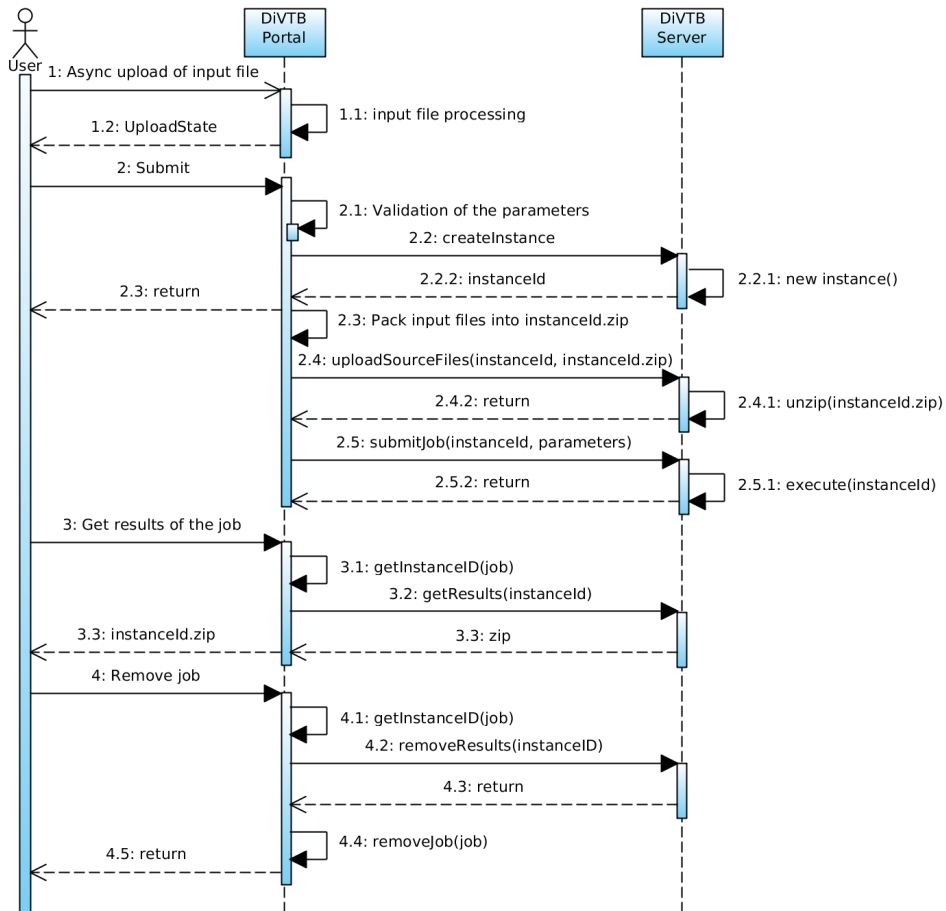 DiVTB
Portal
DiVTB
Server
User
1: Async upload of input file
1.1: input file processing
1.2: UploadState
2: Submit
2.1: Validation of the parameters
2.2: createInstance
2.2.2: instanceId
2.2.1: new instance()
2.3: return
2.3: Pack input files into instanceId.zip
2.4: uploadSourceFiles(instanceId, instanceId.zip)
2.4.2: return
2.4.1: unzip(instanceId.zip)
2.5: submitJob(instanceId, parameters)
2.5.2: return
2.5.1: execute(instanceId)
3: Get results of the job
3.1: getInstanceID(job)
3.2: getResults(instanceId)
3.3: instanceId.zip
3.3: zip
4: Remove job
4.1: getInstanceID(job)
4.2: removeResults(instanceID)
4.3: return
4.4: removeJob(job)
4.5: return